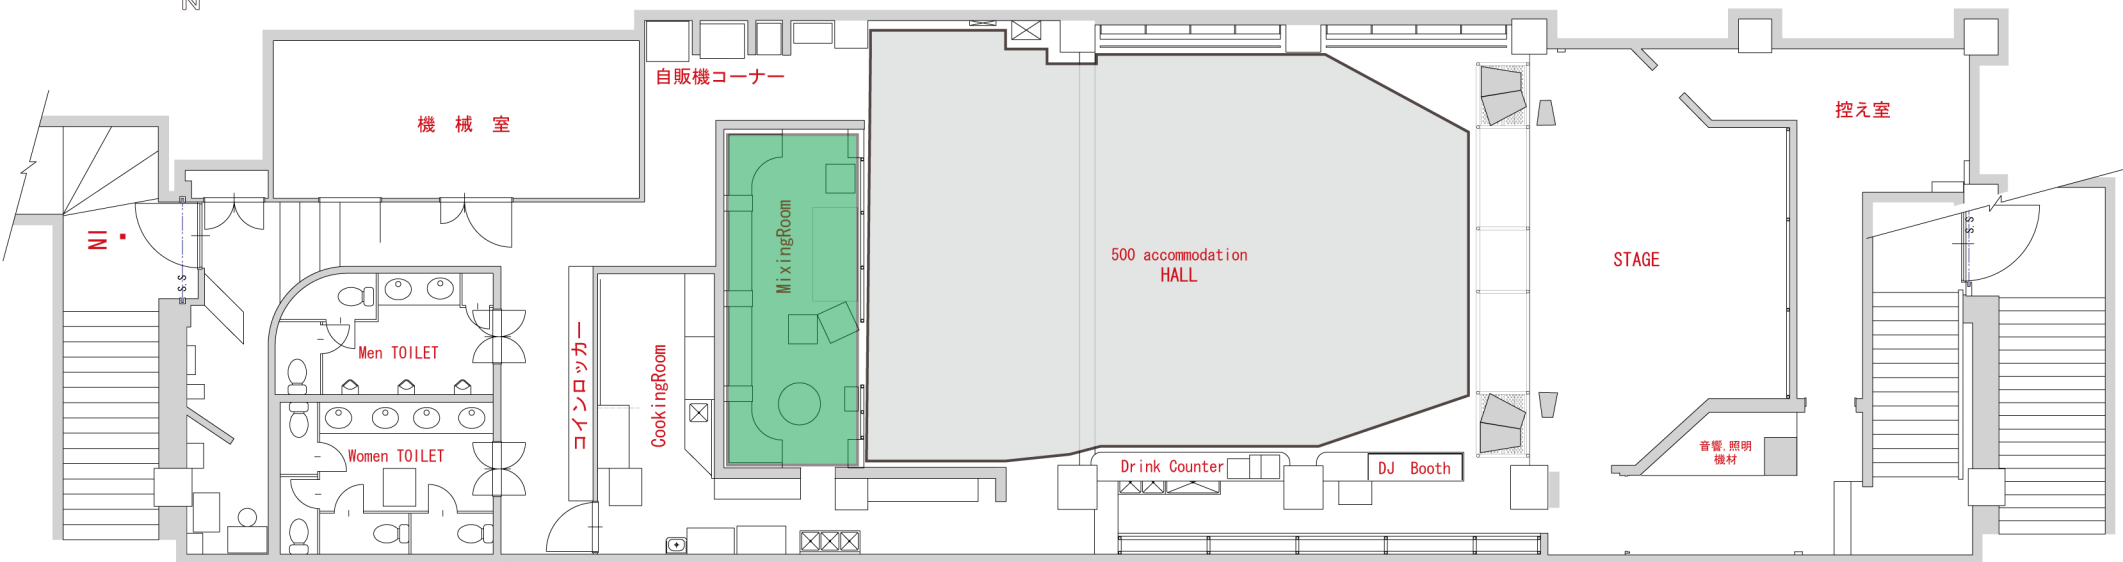 Z
自販機コーナー
機 械 室
控え室
IN
S.S
S.S
MixingRoom
500 accommodation
HALL
STAGE
Men TOILET
コインロッカー
CookingRoom
Women TOILET
Drink Counter
DJ Booth
音響,照明
機材